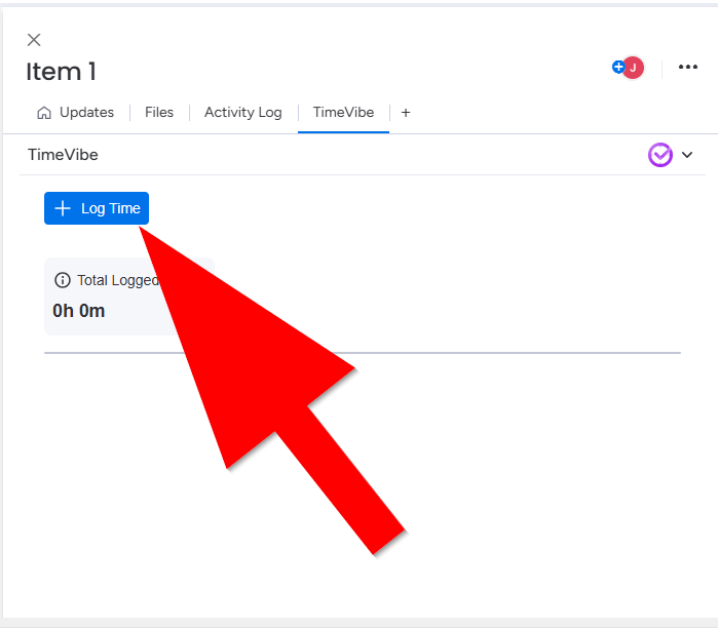 Item 1
J
Updates Files Activity Log TimeVibe +
TimeVibe
+ Log Time
Total Logged
0h 0m